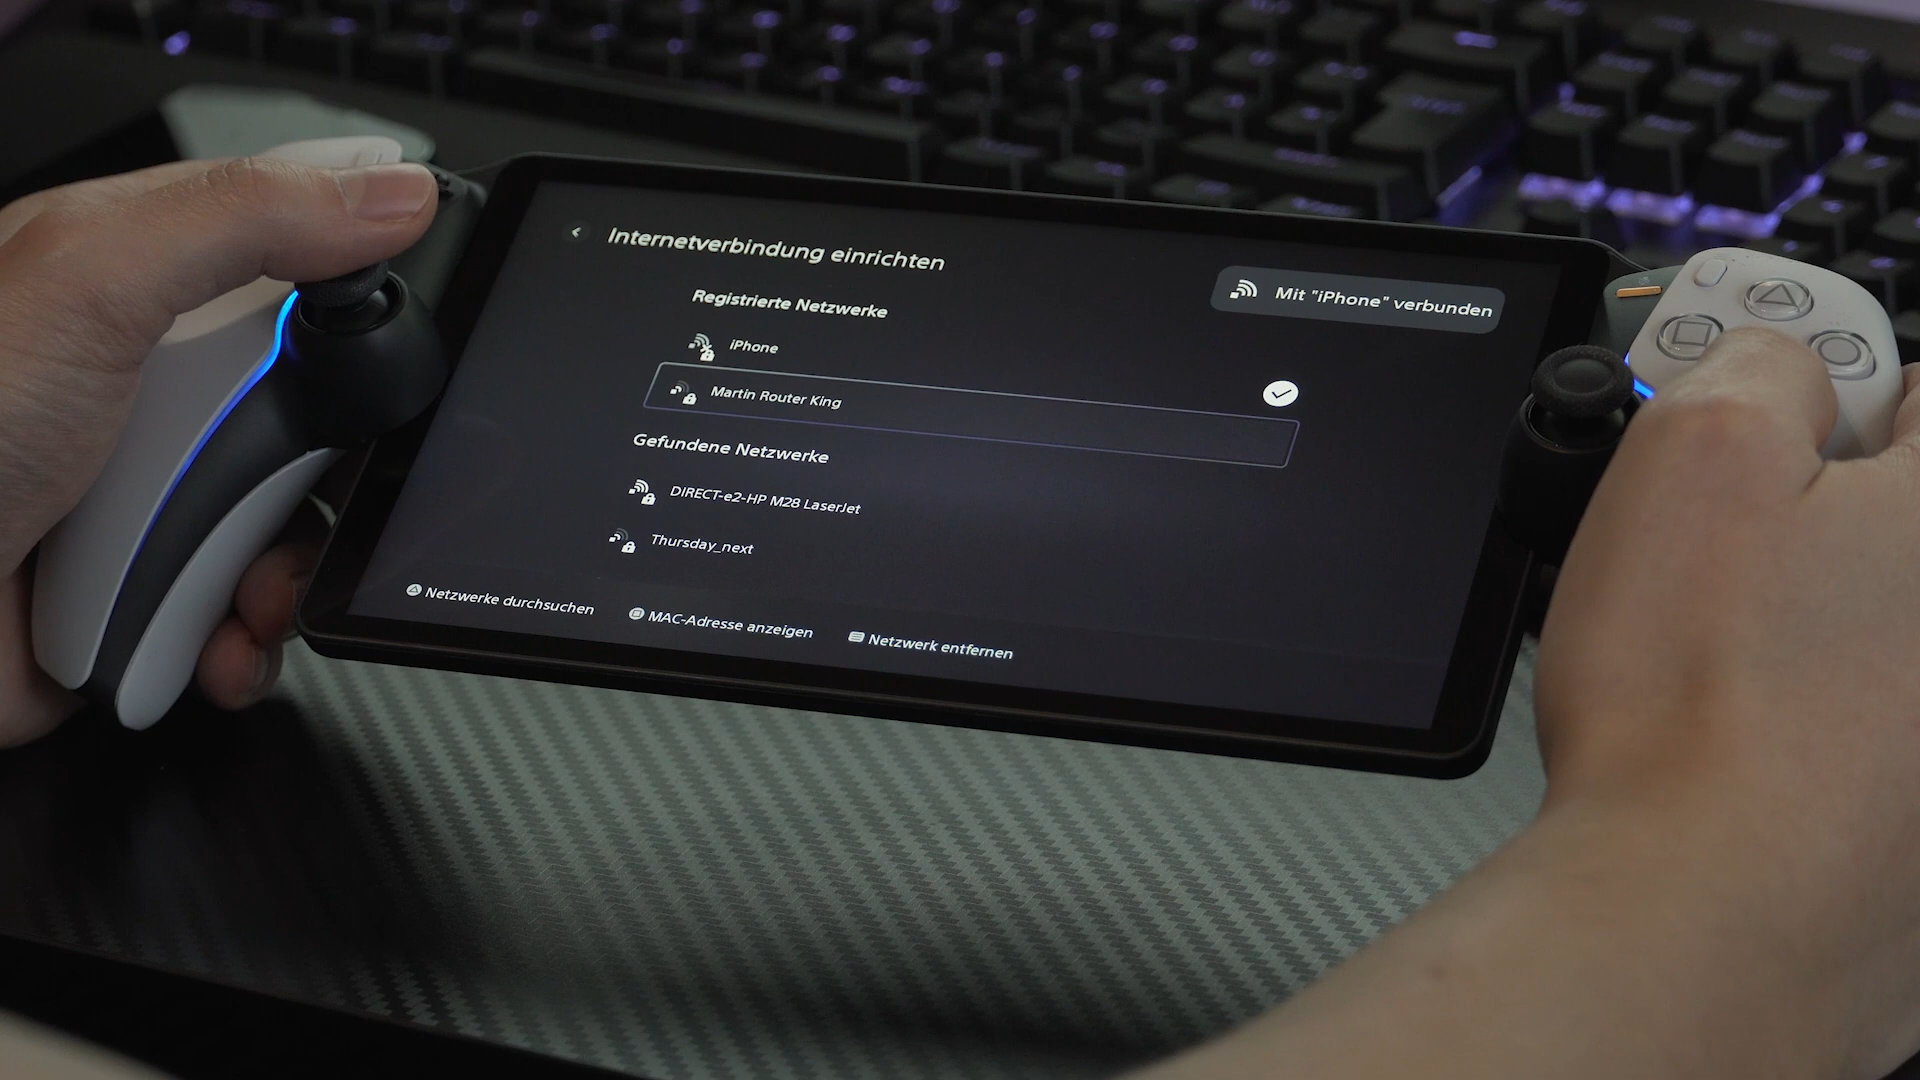 Internetverbindung einrichten
Mit "iPhone" verbunden
Registrierte Netzwerke
iPhone
Martin Router King
Gefundene Netzwerke
DIRECT-e2-HP M28 LaserJet
Thursday_next
Netzwerke durchsuchen
MAC-Adresse anzeigen
Netzwerk entfernen